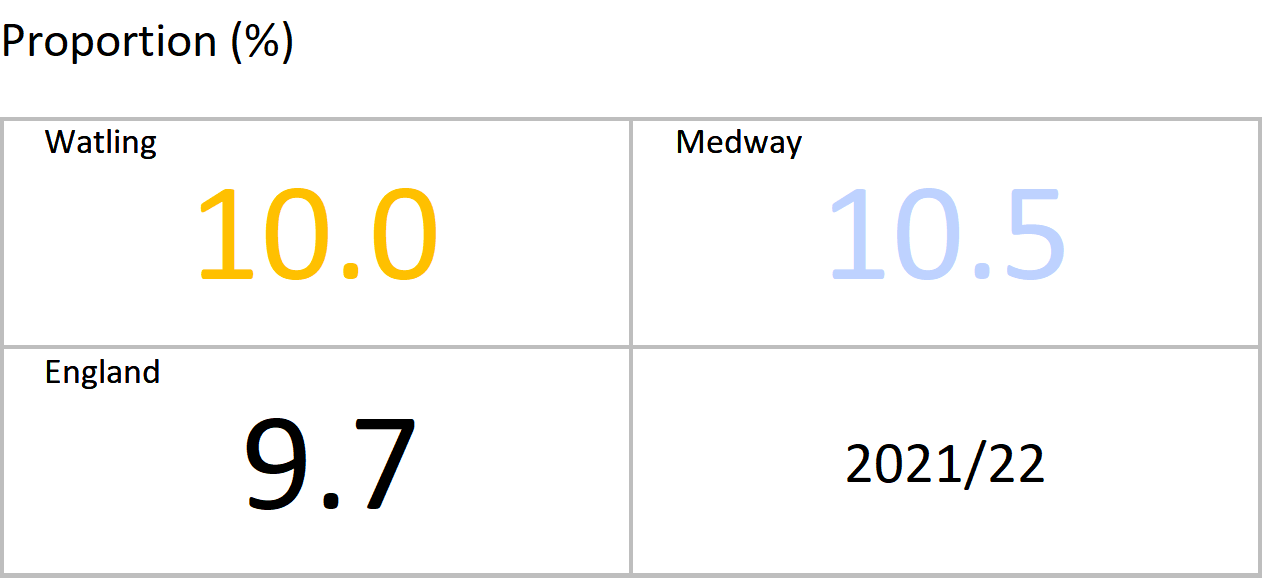 Proportion (%)
Watling
10.0
Medway
10.5
England
9.7
2021/22